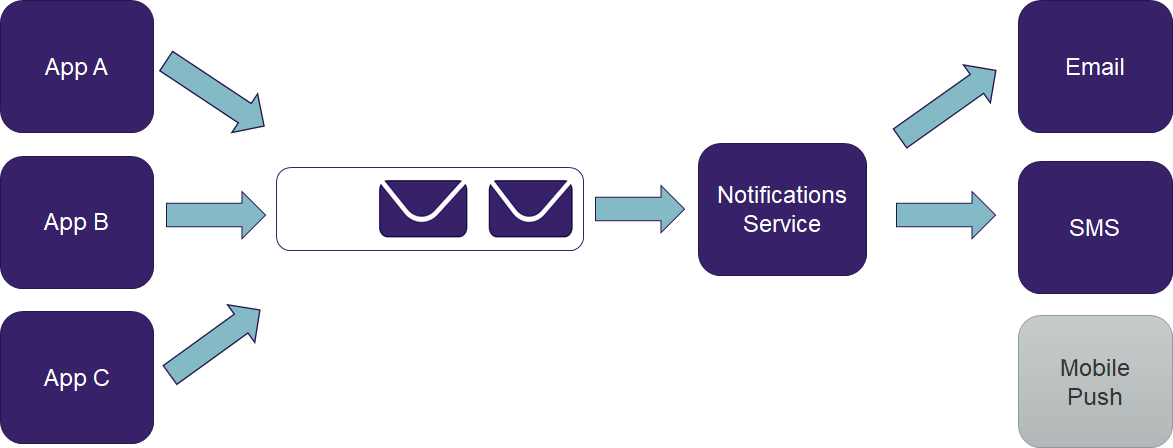 App A
App B
App C
Notifications
Service
Email
SMS
Mobile
Push